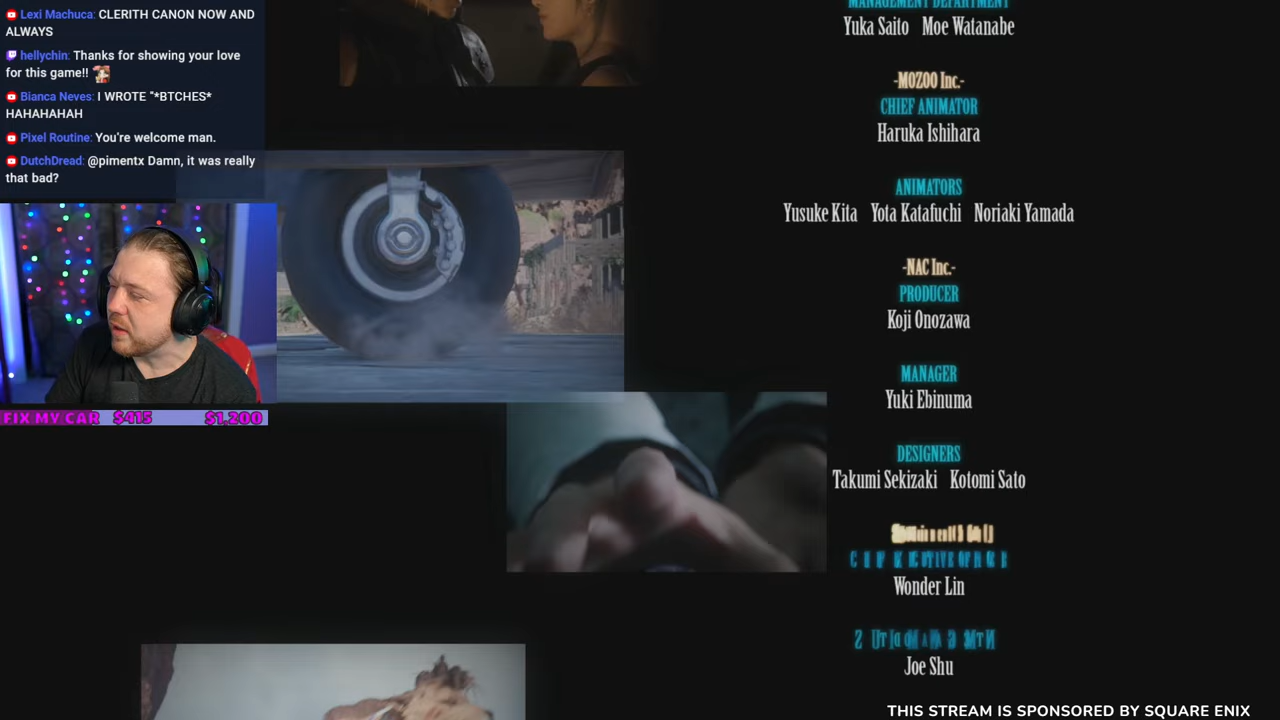 Lexi Machuca: CLERITH CANON NOW AND
ALWAYS
hellychin: Thanks for showing your love
for this game!!
Bianca Neves: I WROTE "*BTCHES*
HAHAHAHAH
Pixel Routine: You're welcome man.
DutchDread: @pimentx Damn, it was really
that bad?
FIX MY CAR $415 $1,200
MANAGEMENT DEPARTMENT
Yuka Saito Moe Watanabe
-MOZOO Inc.-
CHIEF ANIMATOR
Haruka Ishihara
ANIMATORS
Yusuke Kita Yota Katafuchi Noriaki Yamada
-NAC Inc.-
PRODUCER
Koji Onozawa
MANAGER
Yuki Ebinuma
DESIGNERS
Takumi Sekizaki Kotomi Sato
Wonder Lin
Joe Shu
THIS STREAM IS SPONSORED BY SQUARE ENIX